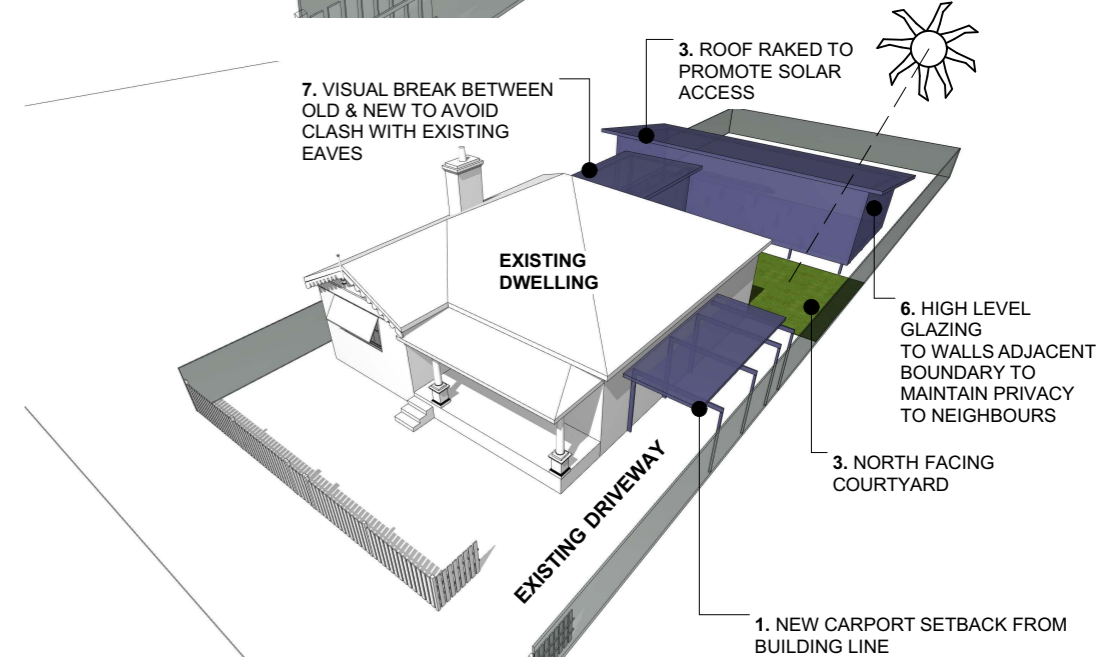 3. ROOF RAKED TO
PROMOTE SOLAR
ACCESS
7. VISUAL BREAK BETWEEN
OLD & NEW TO AVOID
CLASH WITH EXISTING
EAVES
EXISTING
DWELLING
6. HIGH LEVEL
GLAZING
TO WALLS ADJACENT
BOUNDARY TO
MAINTAIN PRIVACY
TO NEIGHBOURS
3. NORTH FACING
COURTYARD
EXISTING DRIVEWAY
1. NEW CARPORT SETBACK FROM
BUILDING LINE